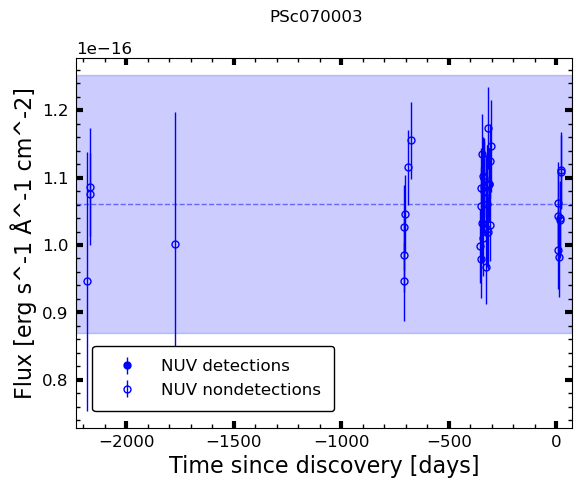 PSc070003
1e−16
Flux [erg s^-1 Å^-1 cm^-2]
1.2
1.1
1.0
0.9
0.8
NUV detections
NUV nondetections
−2000 −1500 −1000 −500 0
Time since discovery [days]